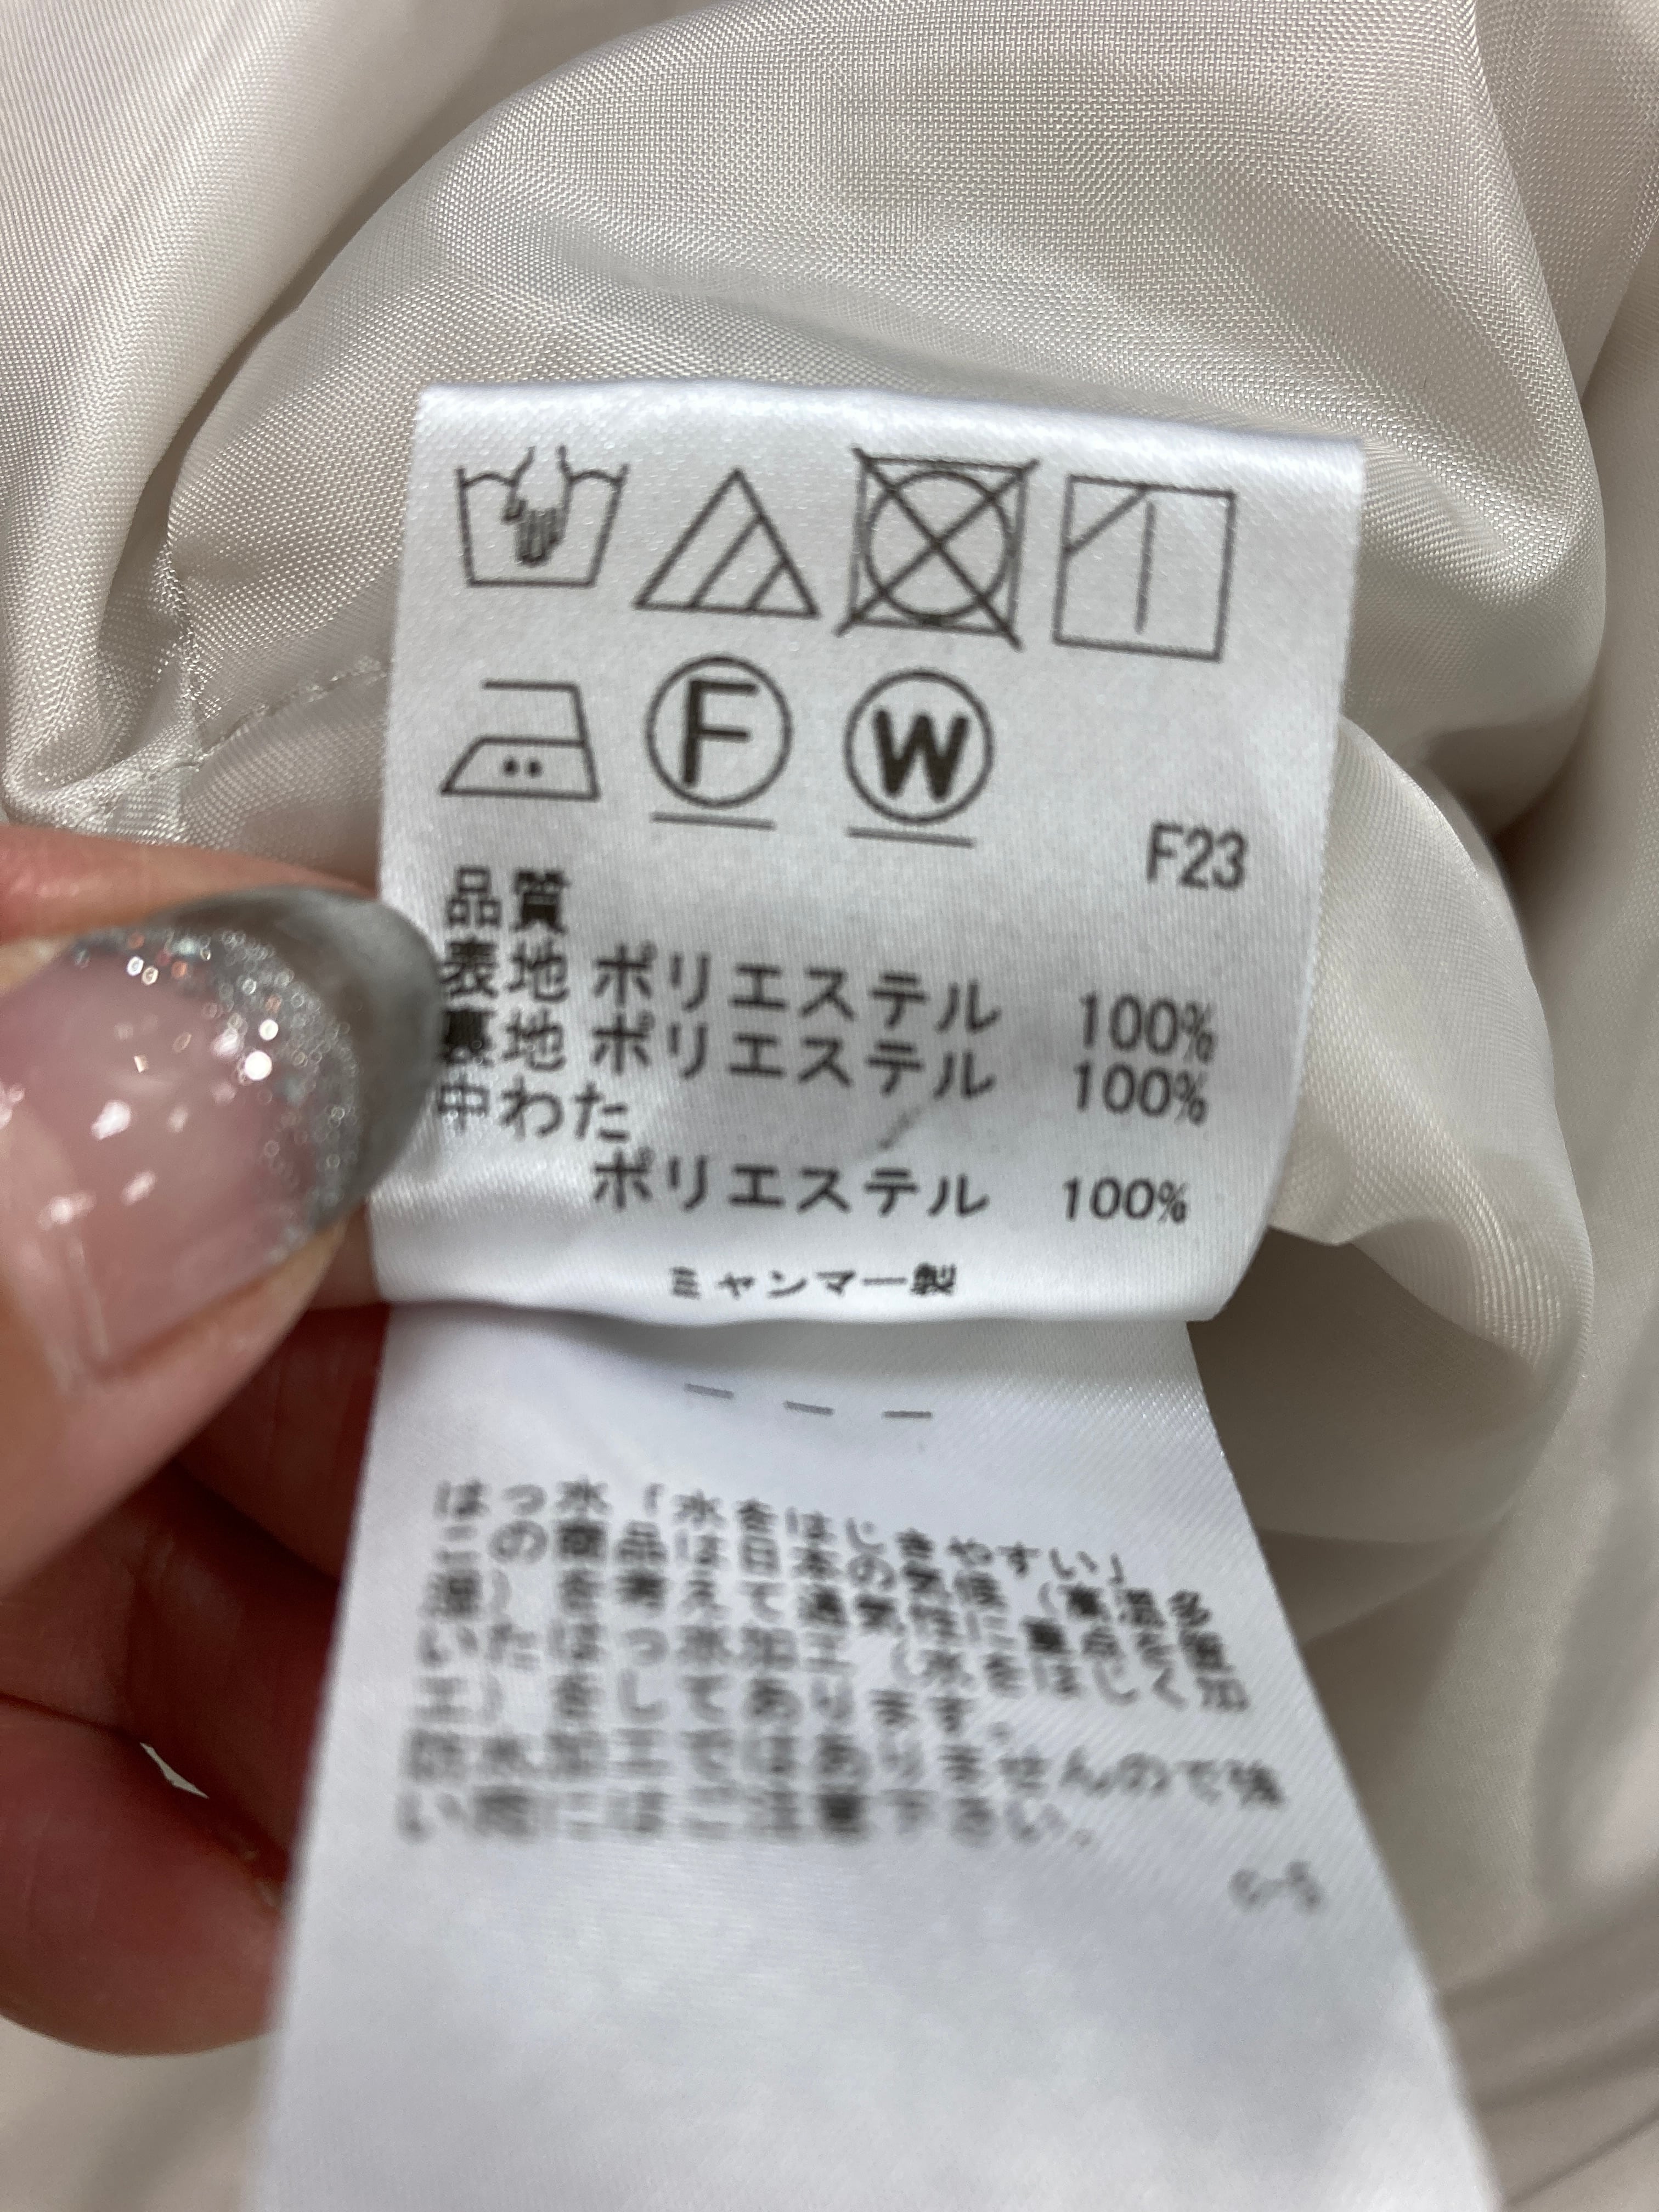 F
W
F23
品質
表地 ポリエステル 100%
裏地 ポリエステル 100%
中わた
ポリエステル 100%
ミャンマー製
はっ水「水をはじきやすい」
この商品は日本の気候（高温多
湿）を考えて通気性に重点を置
いたはっ水加工（水をはじく加
工）をしてあります。
防水加工ではありませんので強
い雨にはご注意下さい。